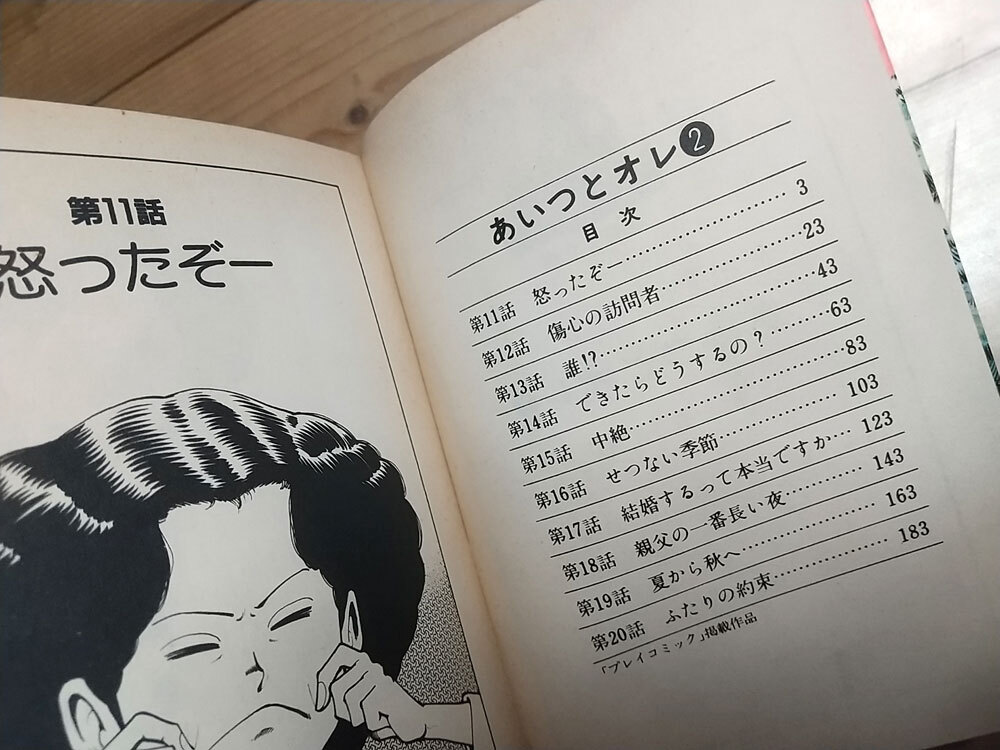 第11話
怒ったぞー
あいつとオレ❷
目次
第11話 怒ったぞー……………… 3
第12話 傷心の訪問者……………23
第13話 誰!?…………………………43
第14話 できたらどうするの?………63
第15話 中絶…………………………83
第16話 せつない季節……………103
第17話 結婚するって本当ですか…123
第18話 親父の一番長い夜………143
第19話 夏から秋へ………………163
第20話 ふたりの約束……………183
「プレイコミック」掲載作品